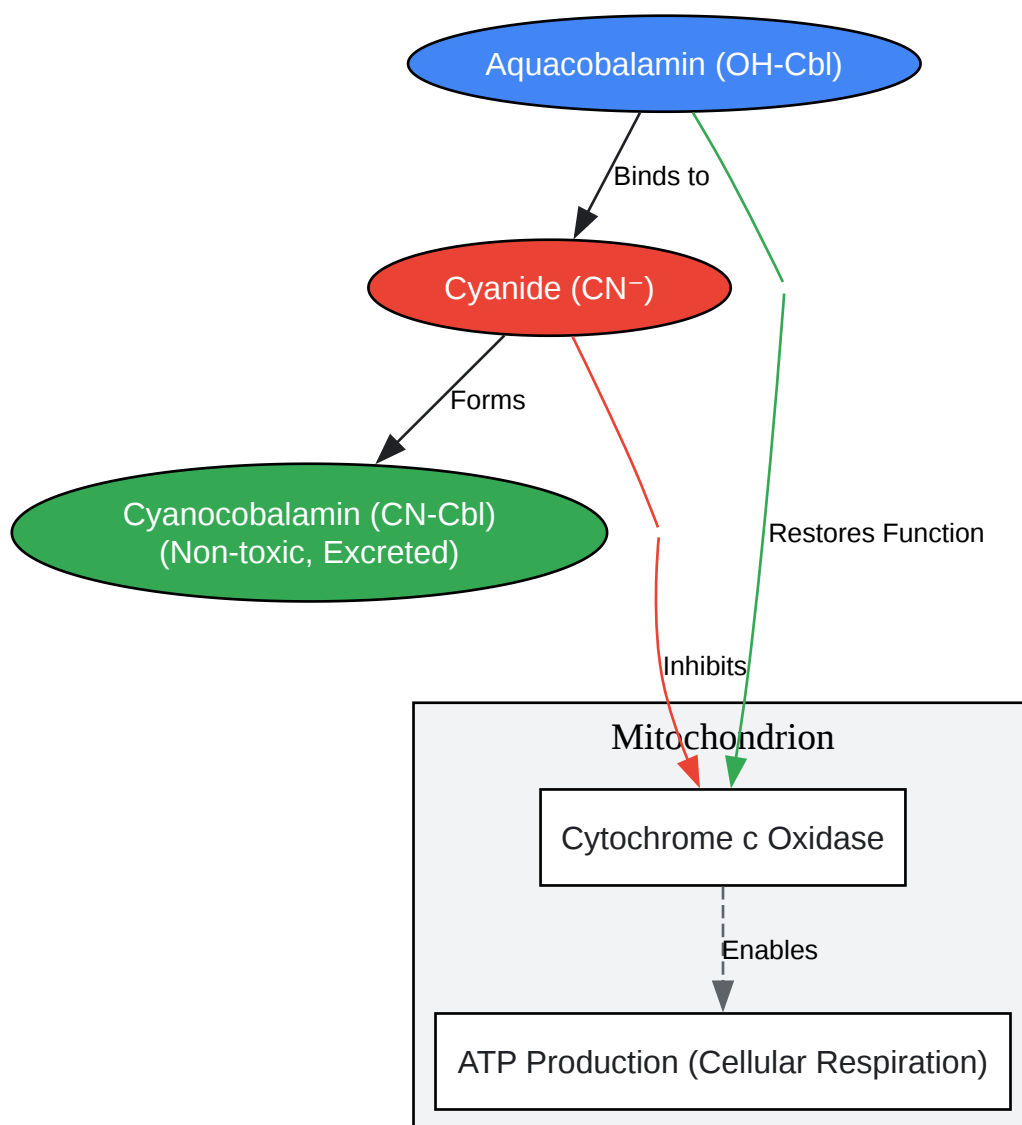 Aquacobalamin (OH-Cbl)
Binds to
Cyanide (CN⁻)
Forms
Cyanocobalamin (CN-Cbl)
(Non-toxic, Excreted)
Restores Function
Inhibits
Mitochondrion
Cytochrome c Oxidase
Enables
ATP Production (Cellular Respiration)